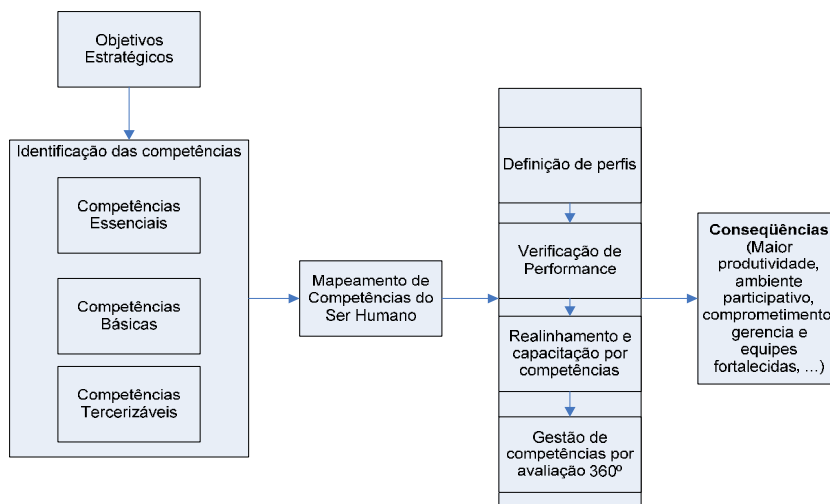 Objetivos
Estratégicos
Identificação das competências
Competências
Essenciais
Competências
Básicas
Competências
Tercerizáveis
Mapeamento de
Competências do
Ser Humano
Definição de perfis
Verificação de
Performance
Realinhamento e
capacitação por
competências
Gestão de
competências por
avaliação 360º
Conseqüências
(Maior
produtividade,
ambiente
participativo,
comprometimento,
gerencia e
equipes
fortalecidas, ...)